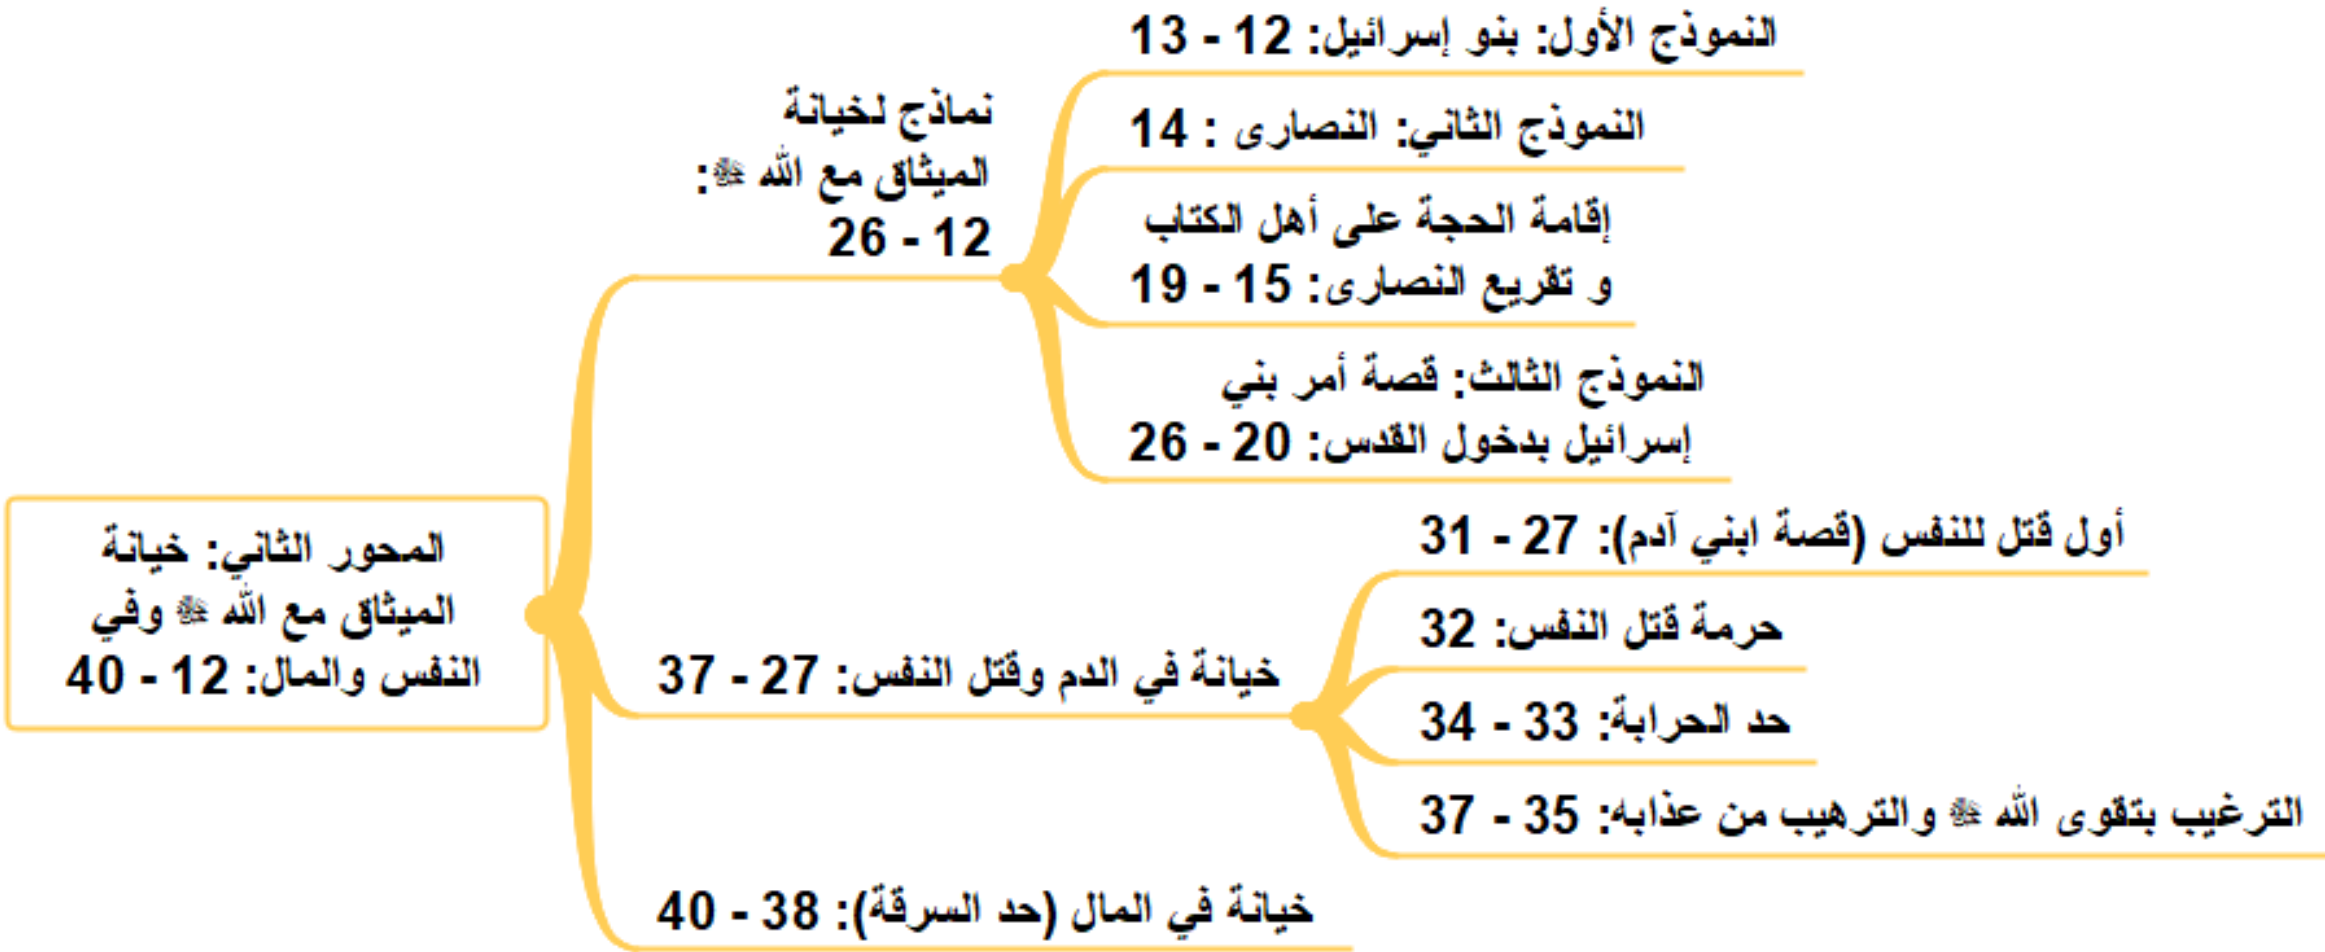 المحور الثاني: خيانة
الميثاق مع الله ﷻ وفي
النفس والمال: 12 - 40
نماذج لخيانة
الميثاق مع الله ﷻ:
12 - 26
النموذج الأول: بنو إسرائيل: 12 - 13
النموذج الثاني: النصارى : 14
إقامة الحجة على أهل الكتاب
و تقريع النصارى: 15 - 19
النموذج الثالث: قصة أمر بني
إسرائيل بدخول القدس: 20 - 26
خيانة في الدم وقتل النفس: 27 - 37
أول قتل للنفس (قصة ابني آدم): 27 - 31
حرمة قتل النفس: 32
حد الحرابة: 33 - 34
الترغيب بتقوى الله ﷻ والترهيب من عذابه: 35 - 37
خيانة في المال (حد السرقة): 38 - 40